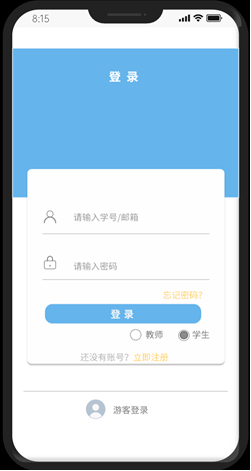 8:15
登 录
请输入学号/邮箱
请输入密码
忘记密码?
登 录
教师 学生
还没有账号? 立即注册
游客登录